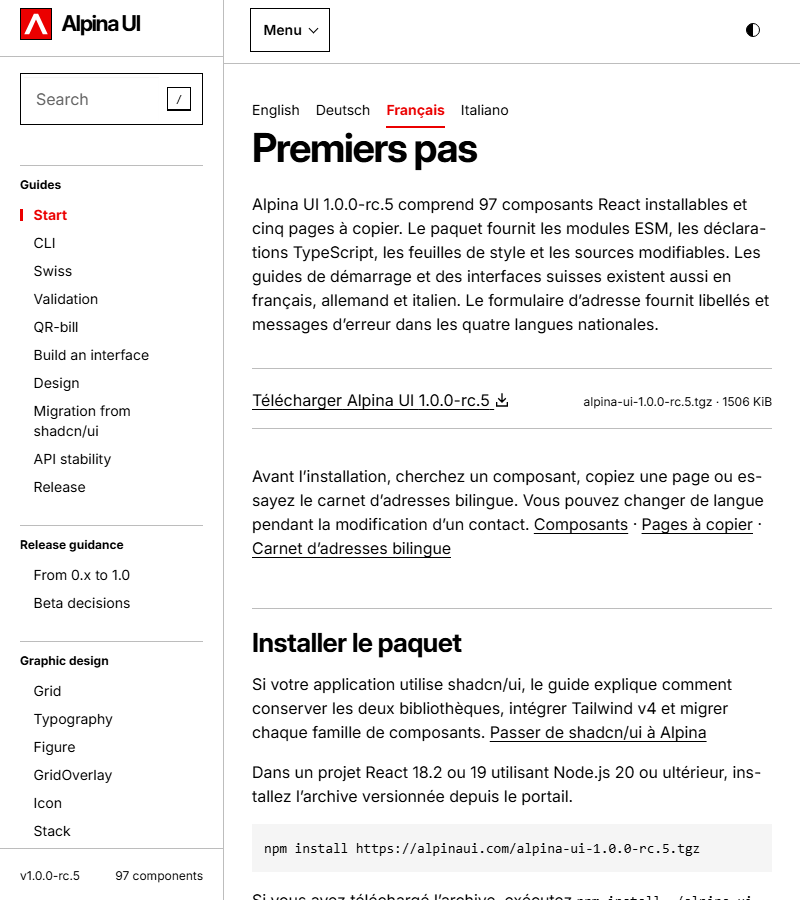 Alpina UI
Search
/
Guides
Start
CLI
Swiss
Validation
QR-bill
Build an interface
Design
Migration from
shadcn/ui
API stability
Release
Release guidance
From 0.x to 1.0
Beta decisions
Graphic design
Grid
Typography
Figure
GridOverlay
Icon
Stack
v1.0.0-rc.5 97 components
Menu
English Deutsch Français Italiano
Premiers pas
Alpina UI 1.0.0-rc.5 comprend 97 composants React installables et
cinq pages à copier. Le paquet fournit les modules ESM, les déclara-
tions TypeScript, les feuilles de style et les sources modifiables. Les
guides de démarrage et des interfaces suisses existent aussi en
français, allemand et italien. Le formulaire d’adresse fournit libellés et
messages d’erreur dans les quatre langues nationales.
Télécharger Alpina UI 1.0.0-rc.5 alpina-ui-1.0.0-rc.5.tgz · 1506 KiB
Avant l’installation, cherchez un composant, copiez une page ou es-
sayez le carnet d’adresses bilingue. Vous pouvez changer de langue
pendant la modification d’un contact. Composants · Pages à copier ·
Carnet d’adresses bilingue
Installer le paquet
Si votre application utilise shadcn/ui, le guide explique comment
conserver les deux bibliothèques, intégrer Tailwind v4 et migrer
chaque famille de composants. Passer de shadcn/ui à Alpina
Dans un projet React 18.2 ou 19 utilisant Node.js 20 ou ultérieur, ins-
tallez l’archive versionnée depuis le portail.
npm install https://alpinaui.com/alpina-ui-1.0.0-rc.5.tgz
Si vous avez téléchargé l’archive, exécutez npm install ./alpina-ui-